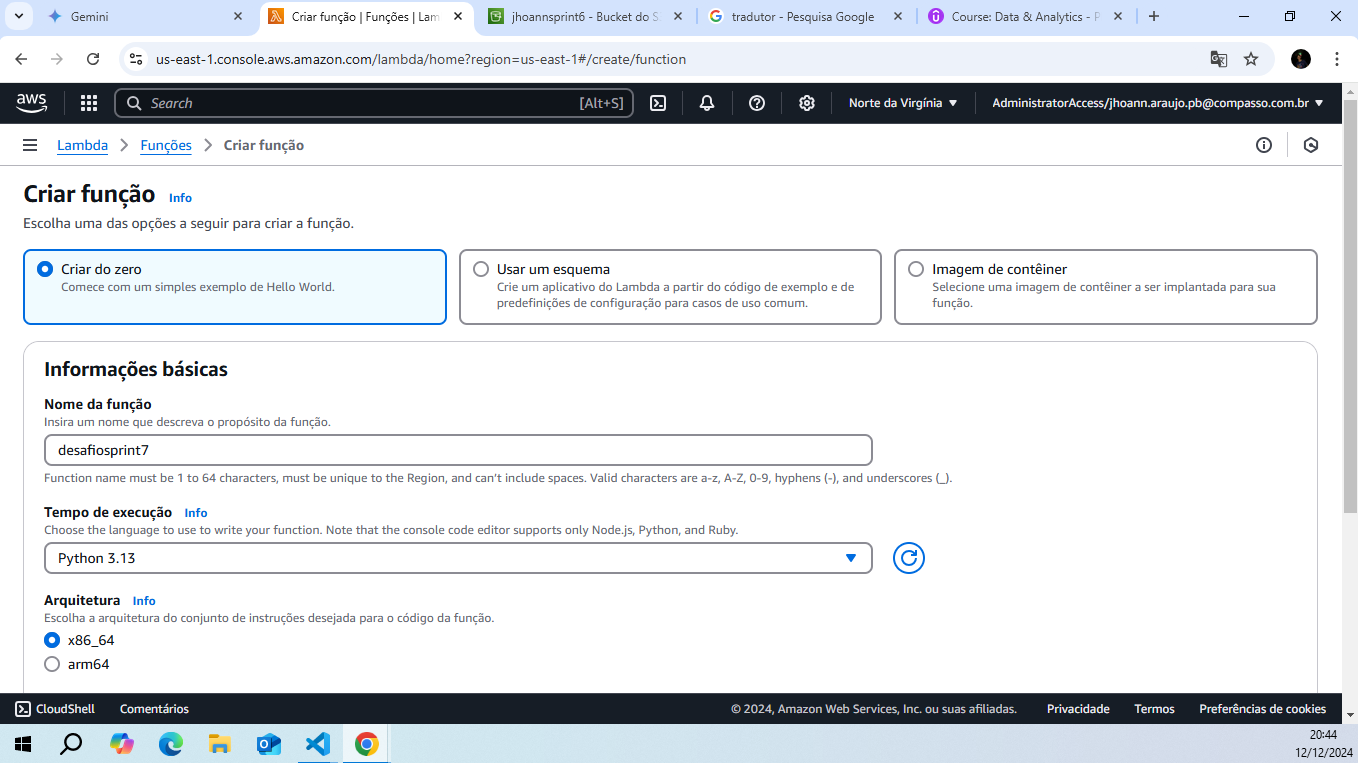 Gemini
Criar função | Funções | Lam
jhoannsprint6 - Bucket do S
tradutor - Pesquisa Google
Course: Data & Analytics - P
us-east-1.console.aws.amazon.com/lambda/home?region=us-east-1#/create/function
aws
Search
[Alt+S]
Norte da Virgínia
AdministratorAccess/jhoann.araujo.pb@compasso.com.br
Lambda
Funções
Criar função
Criar função Info
Escolha uma das opções a seguir para criar a função.
Criar do zero
Comece com um simples exemplo de Hello World.
Usar um esquema
Crie um aplicativo do Lambda a partir do código de exemplo e de
predefinições de configuração para casos de uso comum.
Imagem de contêiner
Selecione uma imagem de contêiner a ser implantada para sua
função.
Informações básicas
Nome da função
Insira um nome que descreva o propósito da função.
desafiosprint7
Function name must be 1 to 64 characters, must be unique to the Region, and can't include spaces. Valid characters are a-z, A-Z, 0-9, hyphens (-), and underscores (_).
Tempo de execução Info
Choose the language to use to write your function. Note that the console code editor supports only Node.js, Python, and Ruby.
Python 3.13
Arquitetura Info
Escolha a arquitetura do conjunto de instruções desejada para o código da função.
x86_64
arm64
CloudShell
Comentários
© 2024, Amazon Web Services, Inc. ou suas afiliadas.
Privacidade
Termos
Preferências de cookies
20:44
12/12/2024